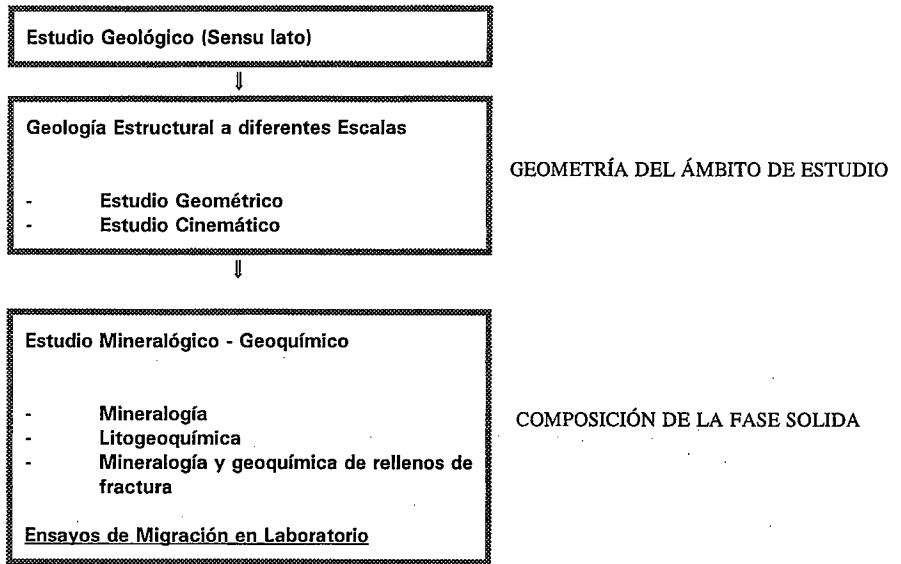 Estudio Geológico (Sensu lato)
⇓
Geología Estructural a diferentes Escalas
- Estudio Geométrico
- Estudio Cinemático
GEOMETRÍA DEL ÁMBITO DE ESTUDIO
⇓
Estudio Mineralógico - Geoquímico
- Mineralogía
- Litogeoquímica
- Mineralogía y geoquímica de rellenos de
fractura
Ensayos de Migración en Laboratorio
COMPOSICIÓN DE LA FASE SOLIDA